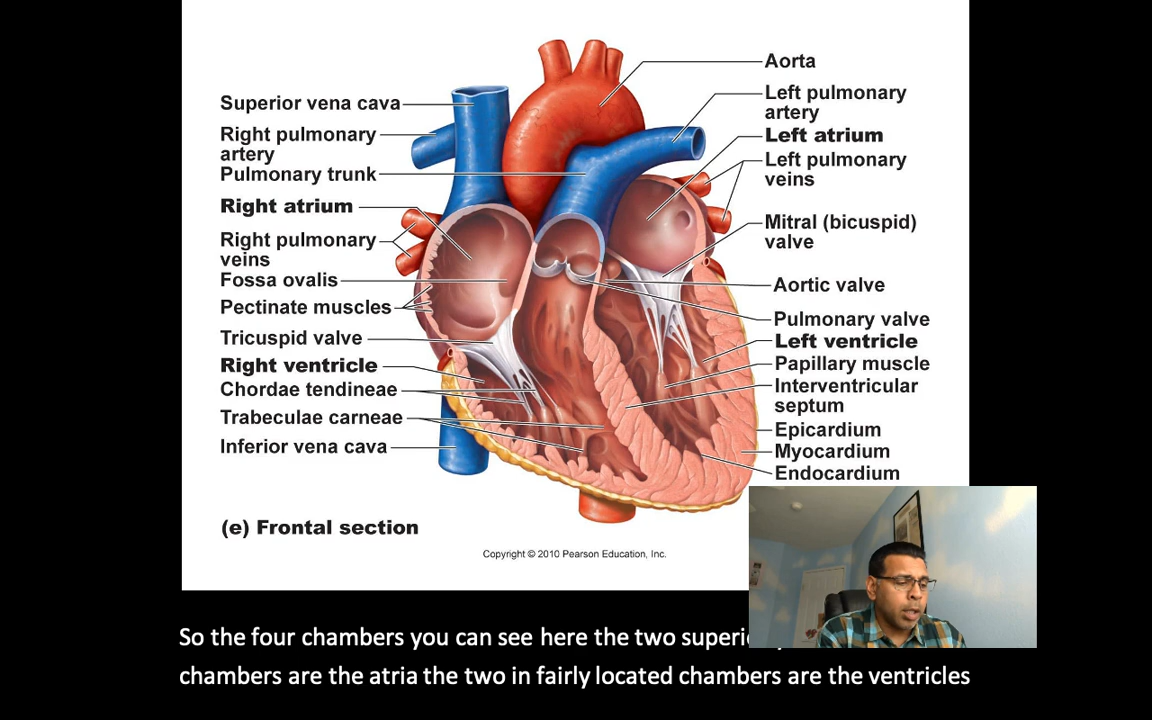 Superior vena cava
Right pulmonary
artery
Pulmonary trunk
Right atrium
Right pulmonary
veins
Fossa ovalis
Pectinate muscles
Tricuspid valve
Right ventricle
Chordae tendineae
Trabeculae carneae
Inferior vena cava
Aorta
Left pulmonary
artery
Left atrium
Left pulmonary
veins
Mitral (bicuspid)
valve
Aortic valve
Pulmonary valve
Left ventricle
Papillary muscle
Interventricular
septum
Epicardium
Myocardium
Endocardium
(e) Frontal section
Copyright © 2010 Pearson Education, Inc.
So the four chambers you can see here the two
chambers are the atria the two in fairly located chambers are the ventricles